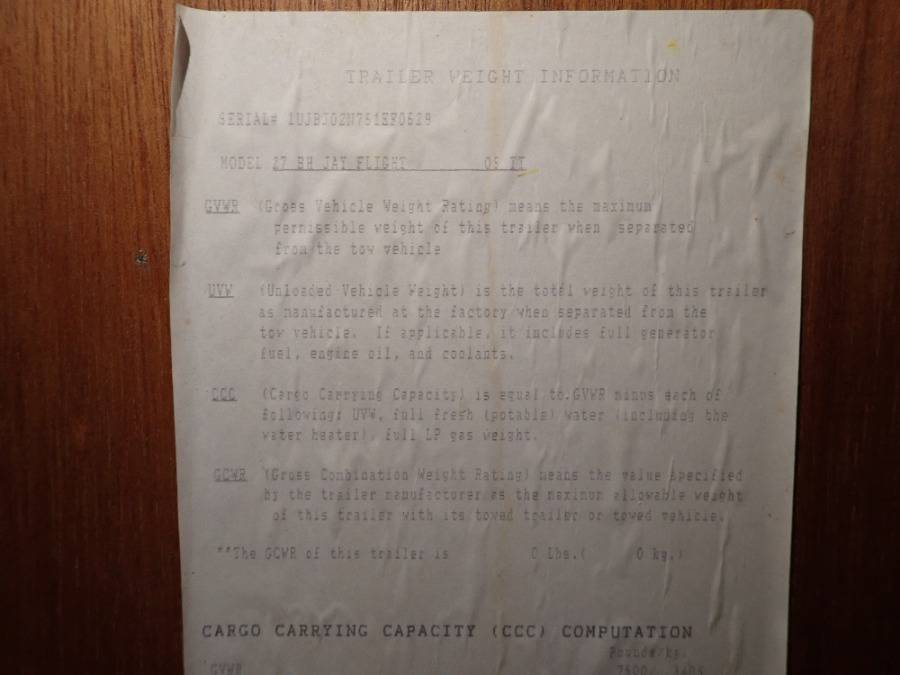 TRAILER WEIGHT INFORMATION
SERIAL# 1UJBJ02N751EF0529
MODEL 27 BH JAY FLIGHT 05 TT
GVWR (Gross Vehicle Weight Rating) means the maximum
permissible weight of this trailer when separated
from the tow vehicle
UVW (Unloaded Vehicle Weight) is the total weight of this trailer
as manufactured at the factory when separated from the
tow vehicle. If applicable, it includes full generator
fuel, engine oil, and coolants.
CCC (Cargo Carrying Capacity) is equal to GVWR minus each of
following: UVW, full fresh (potable) water (including the
water heater), full LP gas weight.
GCWR (Gross Combination Weight Rating) means the value specified
by the trailer manufacturer as the maximum allowable weight
of this trailer with its towed trailer or towed vehicle.
**The GCWR of this trailer is 0 Lbs.( 0 kg.)
CARGO CARRYING CAPACITY (CCC) COMPUTATION
Pounds/kg.
GVWR 7500/